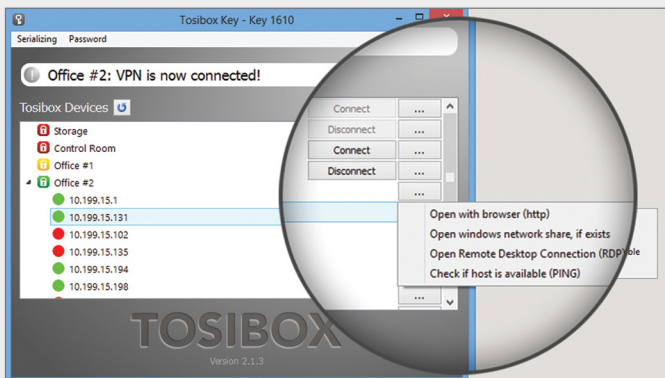 Tosibox Key - Key 1610
Serializing Password
Office #2: VPN is now connected!
Tosibox Devices
Storage Connect ...
Control Room Disconnect ...
Office #1 Connect ...
Office #2 Disconnect ...
10.199.15.1 ...
10.199.15.131
10.199.15.102
10.199.15.135
10.199.15.194
10.199.15.198 ...
Open with browser (http)
Open windows network share, if exists
Open Remote Desktop Connection (RDP)
Check if host is available (PING)
TOSIBOX
Version 2.1.3